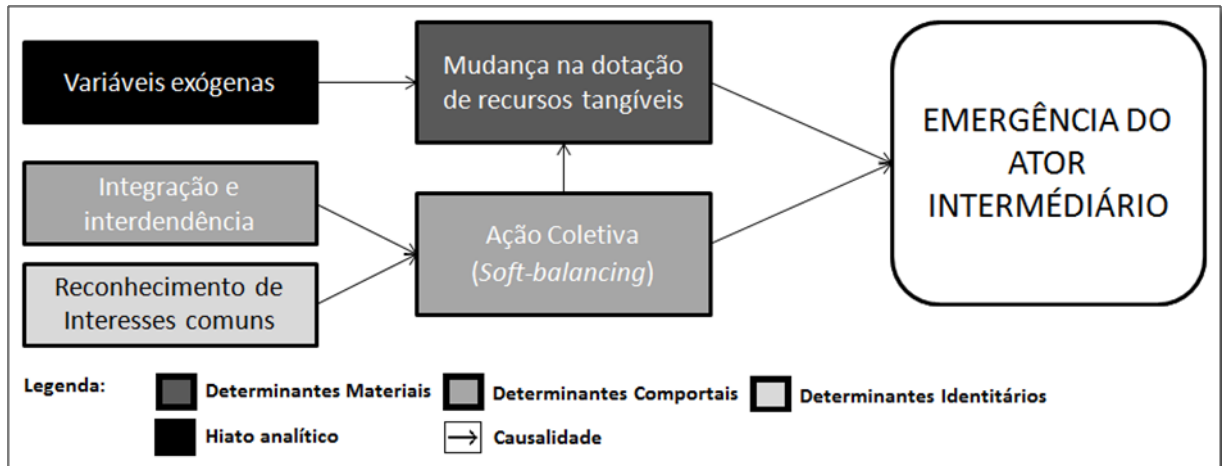 Variáveis exógenas
Mudança na dotação
de recursos tangíveis
EMERGÊNCIA DO
ATOR
INTERMÉDIÁRIO
Integração e
interdendência
Ação Coletiva
(Soft-balancing)
Reconhecimento de
Interesses comuns
Legenda:
Determinantes Materiais
Determinantes Comportais
Determinantes Identitários
Hiato analítico
Causalidade